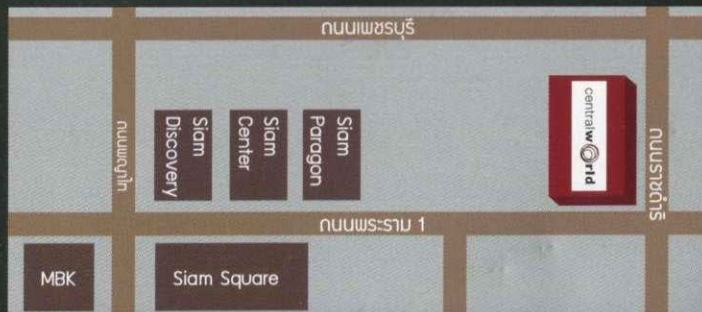 ถนนเพชรบุรี
ถนนพญาไท
Siam
Discovery
Siam
Center
Siam
Paragon
centralwrld
ถนนราชดำริ
ถนนพระราม 1
MBK
Siam Square